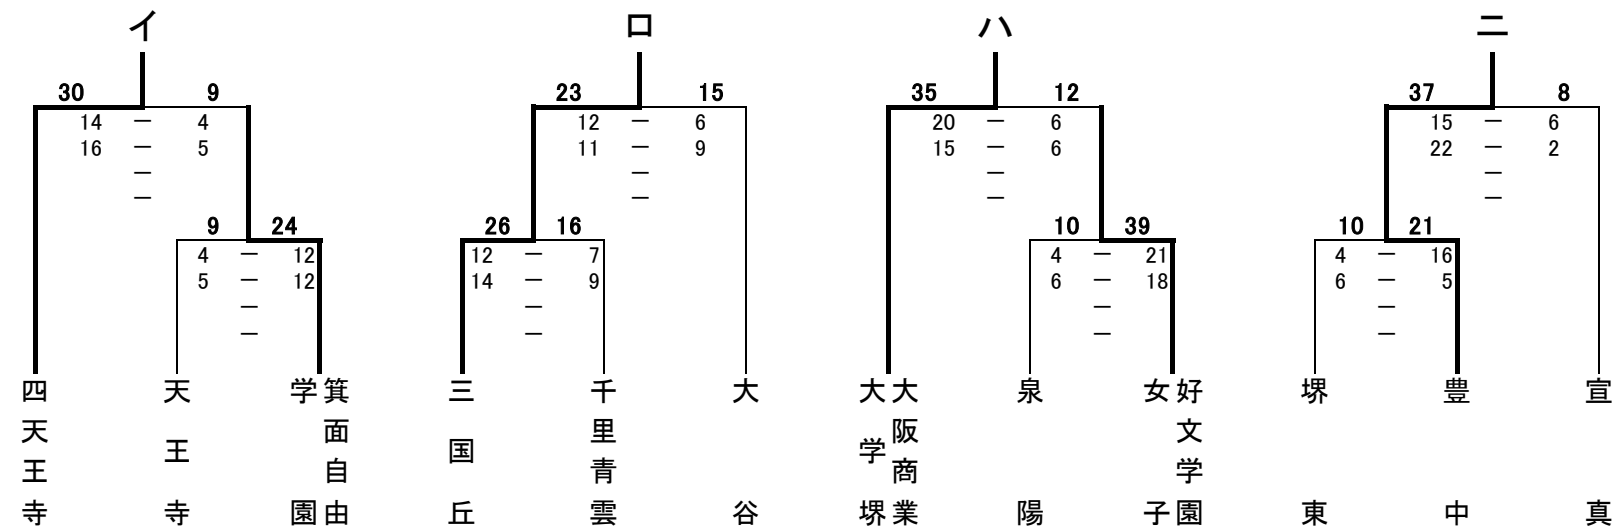 イ ロ ハ ニ
30 9 23 15 35 12 37 8
14 － 4 12 － 6 20 － 6 15 － 6
16 － 5 11 － 9 15 － 6 22 － 2
－ － － －
－ － － －
9 24 26 16 10 39 10 21
4 － 12 12 － 7 4 － 21 4 － 16
5 － 12 14 － 9 6 － 18 6 － 5
－ － － －
－ － － －
四天王寺
天王寺
箕面自由
学園
三国丘
千里青雲
大谷
大阪商業
大学堺
泉陽
好文学園
女子
堺東
豊中
宣真